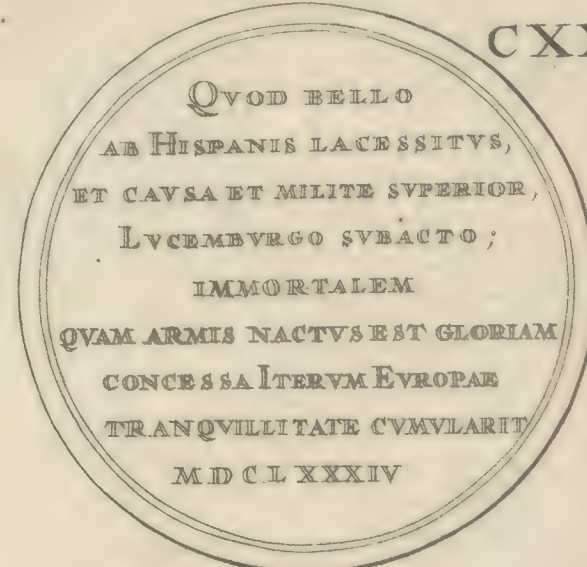 CXX
QVOD BELLO
AB HISPANIS LACESSITVS,
ET CAVSA ET MILITE SVPERIOR,
LVCEMBVRGO SVBACTO;
IMMORTALEM
QVAM ARMIS NACTVS EST GLORIAM
CONCESSA ITERVM EVROPAE
TRANQVILLITATE CVMVLARIT
MDCLXXXIV